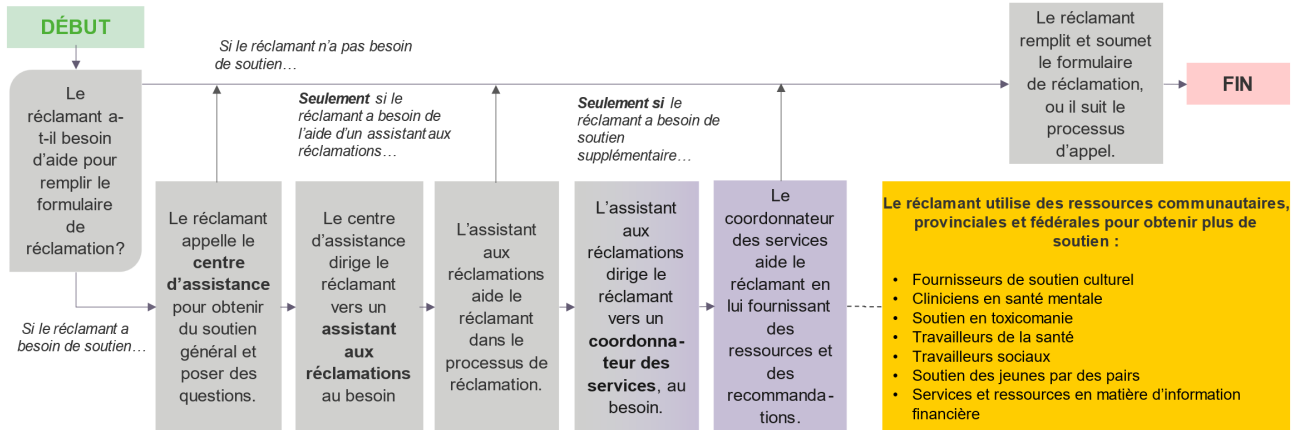 DÉBUT
Si le réclamant n'a pas besoin
de soutien…
Le
réclamant a-
t-il besoin
d'aide pour
remplir le
formulaire
de
réclamation?
Seulement si le
réclamant a besoin de
l'aide d'un assistant aux
réclamations…
Seulement si le
réclamant a besoin de
soutien
supplémentaire…
Le réclamant
remplit et soumet
le formulaire
de réclamation,
ou il suit le
processus
d'appel.
FIN
Si le réclamant a
besoin de soutien…
Le réclamant
appelle le
centre
d'assistance
pour obtenir
du soutien
général et
poser des
questions.
Le centre
d'assistance
dirige le
réclamant
vers un
assistant
aux
réclamations
au besoin
L'assistant
aux
réclamations
aide le
réclamant
dans le
processus de
réclamation.
L'assistant
aux
réclamations
dirige le
réclamant
vers un
coordonna-
teur des
services, au
besoin.
Le
coordonnateur
des services
aide le
réclamant en
lui fournissant
des
ressources et
des
recommanda-
tions.
Le réclamant utilise des ressources communautaires,
provinciales et fédérales pour obtenir plus de
soutien :
• Fournisseurs de soutien culturel
• Cliniciens en santé mentale
• Soutien en toxicomanie
• Travailleurs de la santé
• Travailleurs sociaux
• Soutien des jeunes par des pairs
• Services et ressources en matière d'information
financière